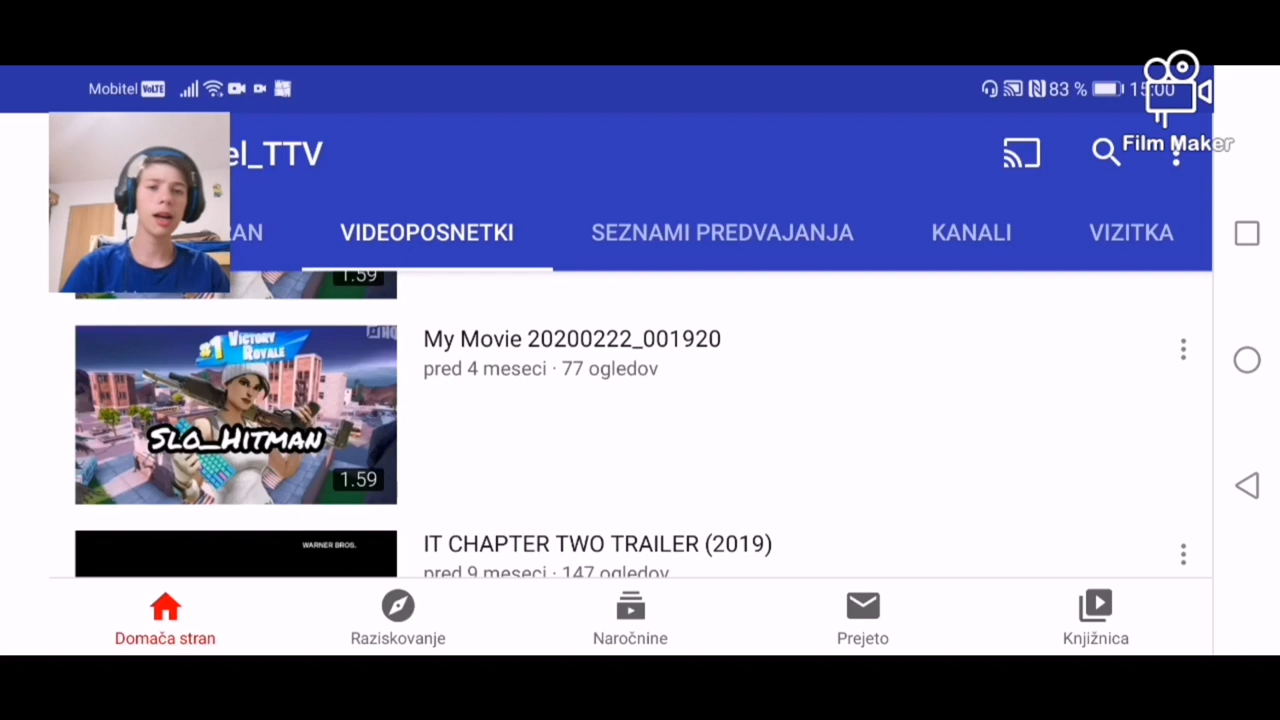 Mobitel VoLTE 83 % 15:00
Film Maker
el_TTV
AN VIDEOPOSNETKI SEZNAMI PREDVAJANJA KANALI VIZITKA
1.59
My Movie 20200222_001920
pred 4 meseci · 77 ogledov
#1 VICTORY ROYALE
SLO_HITMAN
1.59
IT CHAPTER TWO TRAILER (2019)
WARNER BROS.
pred 9 meseci · 147 ogledov
Domača stran Raziskovanje Naročnine Prejeto Knjižnica